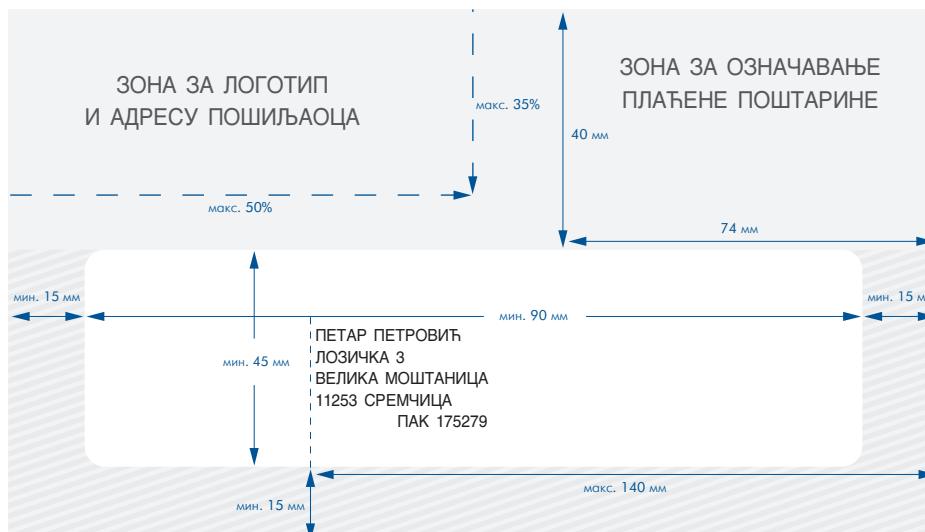 ЗОНА ЗА ЛОГОТИП
И АДРЕСУ ПОШИЉАОЦА
ЗОНА ЗА ОЗНАЧАВАЊЕ
ПЛАЋЕНЕ ПОШТАРИНЕ
макс. 35%
40 мм
макс. 50%
74 мм
мин. 15 мм
мин. 90 мм
мин. 15 мм
мин. 45 мм
ПЕТАР ПЕТРОВИЋ
ЛОЗИЧКА 3
ВЕЛИКА МОШТАНИЦА
11253 СРЕМЧИЦА
ПАК 175279
макс. 140 мм
мин. 15 мм